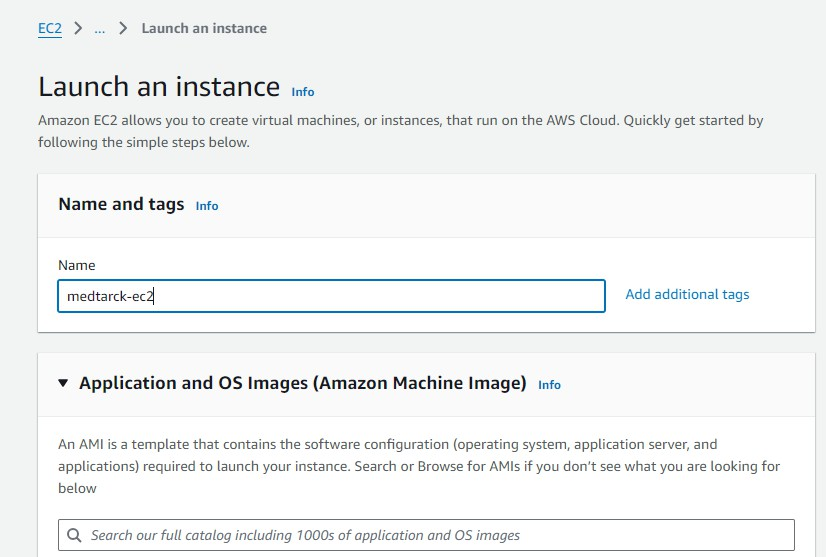 EC2 > ... > Launch an instance
Launch an instance Info
Amazon EC2 allows you to create virtual machines, or instances, that run on the AWS Cloud. Quickly get started by
following the simple steps below.
Name and tags Info
Name
medtarck-ec2
Add additional tags
Application and OS Images (Amazon Machine Image) Info
An AMI is a template that contains the software configuration (operating system, application server, and
applications) required to launch your instance. Search or Browse for AMIs if you don’t see what you are looking for
below
Search our full catalog including 1000s of application and OS images